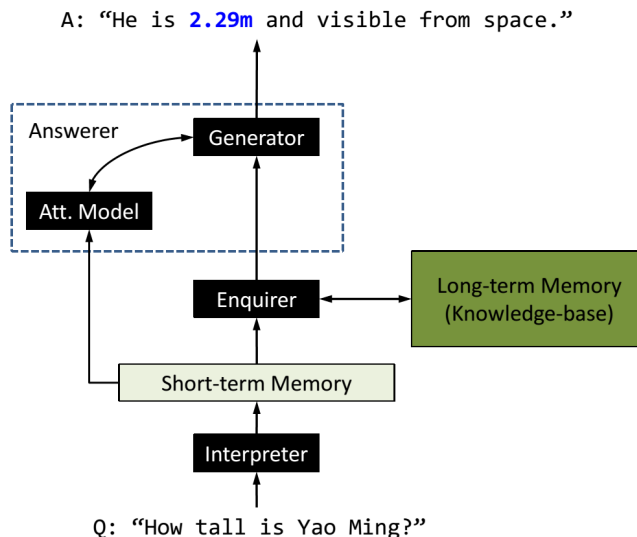 A: “He is 2.29m and visible from space.”
Answerer
Generator
Att. Model
Enquirer
Long-term Memory
(Knowledge-base)
Short-term Memory
Interpreter
Q: “How tall is Yao Ming?”